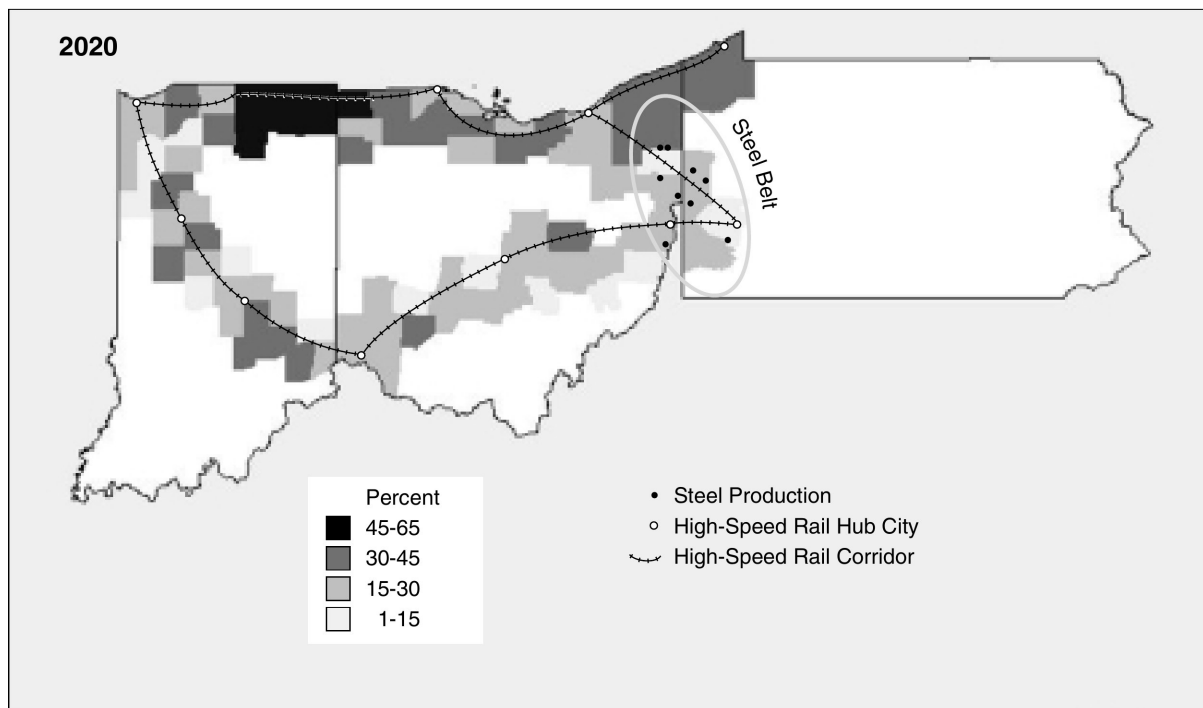 2020
Steel Belt
Percent
45-65
30-45
15-30
1-15
Steel Production
High-Speed Rail Hub City
High-Speed Rail Corridor